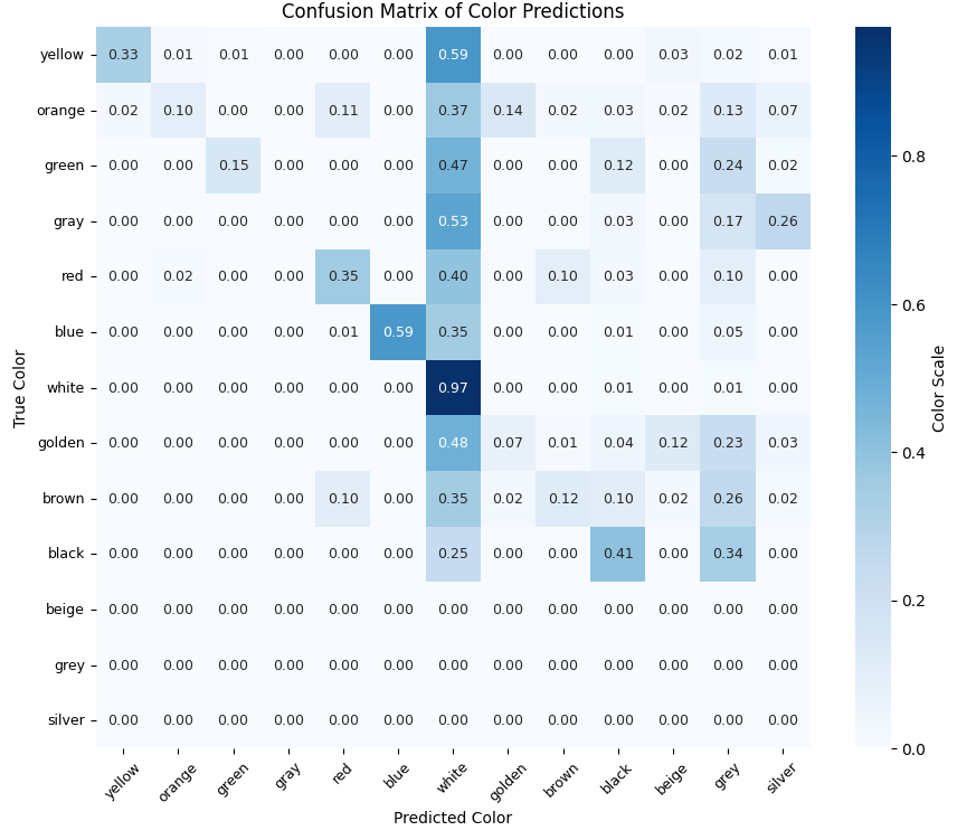 Confusion Matrix of Color Predictions
yellow 0.33 0.01 0.01 0.00 0.00 0.00 0.59 0.00 0.00 0.00 0.03 0.02 0.01
orange 0.02 0.10 0.00 0.00 0.11 0.00 0.37 0.14 0.02 0.03 0.02 0.13 0.07
green 0.00 0.00 0.15 0.00 0.00 0.00 0.47 0.00 0.00 0.12 0.00 0.24 0.02
gray 0.00 0.00 0.00 0.00 0.00 0.00 0.53 0.00 0.00 0.03 0.00 0.17 0.26
red 0.00 0.02 0.00 0.00 0.35 0.00 0.40 0.00 0.10 0.03 0.00 0.10 0.00
blue 0.00 0.00 0.00 0.00 0.01 0.59 0.35 0.00 0.00 0.01 0.00 0.05 0.00
white 0.00 0.00 0.00 0.00 0.00 0.00 0.97 0.00 0.00 0.01 0.00 0.01 0.00
golden 0.00 0.00 0.00 0.00 0.00 0.00 0.48 0.07 0.01 0.04 0.12 0.23 0.03
brown 0.00 0.00 0.00 0.00 0.10 0.00 0.35 0.02 0.12 0.10 0.02 0.26 0.02
black 0.00 0.00 0.00 0.00 0.00 0.00 0.25 0.00 0.00 0.41 0.00 0.34 0.00
beige 0.00 0.00 0.00 0.00 0.00 0.00 0.00 0.00 0.00 0.00 0.00 0.00 0.00
grey 0.00 0.00 0.00 0.00 0.00 0.00 0.00 0.00 0.00 0.00 0.00 0.00 0.00
silver 0.00 0.00 0.00 0.00 0.00 0.00 0.00 0.00 0.00 0.00 0.00 0.00 0.00
yellow orange green gray red blue white golden brown black beige grey silver
Predicted Color
True Color
0.8
0.6
0.4
0.2
0.0
Color Scale